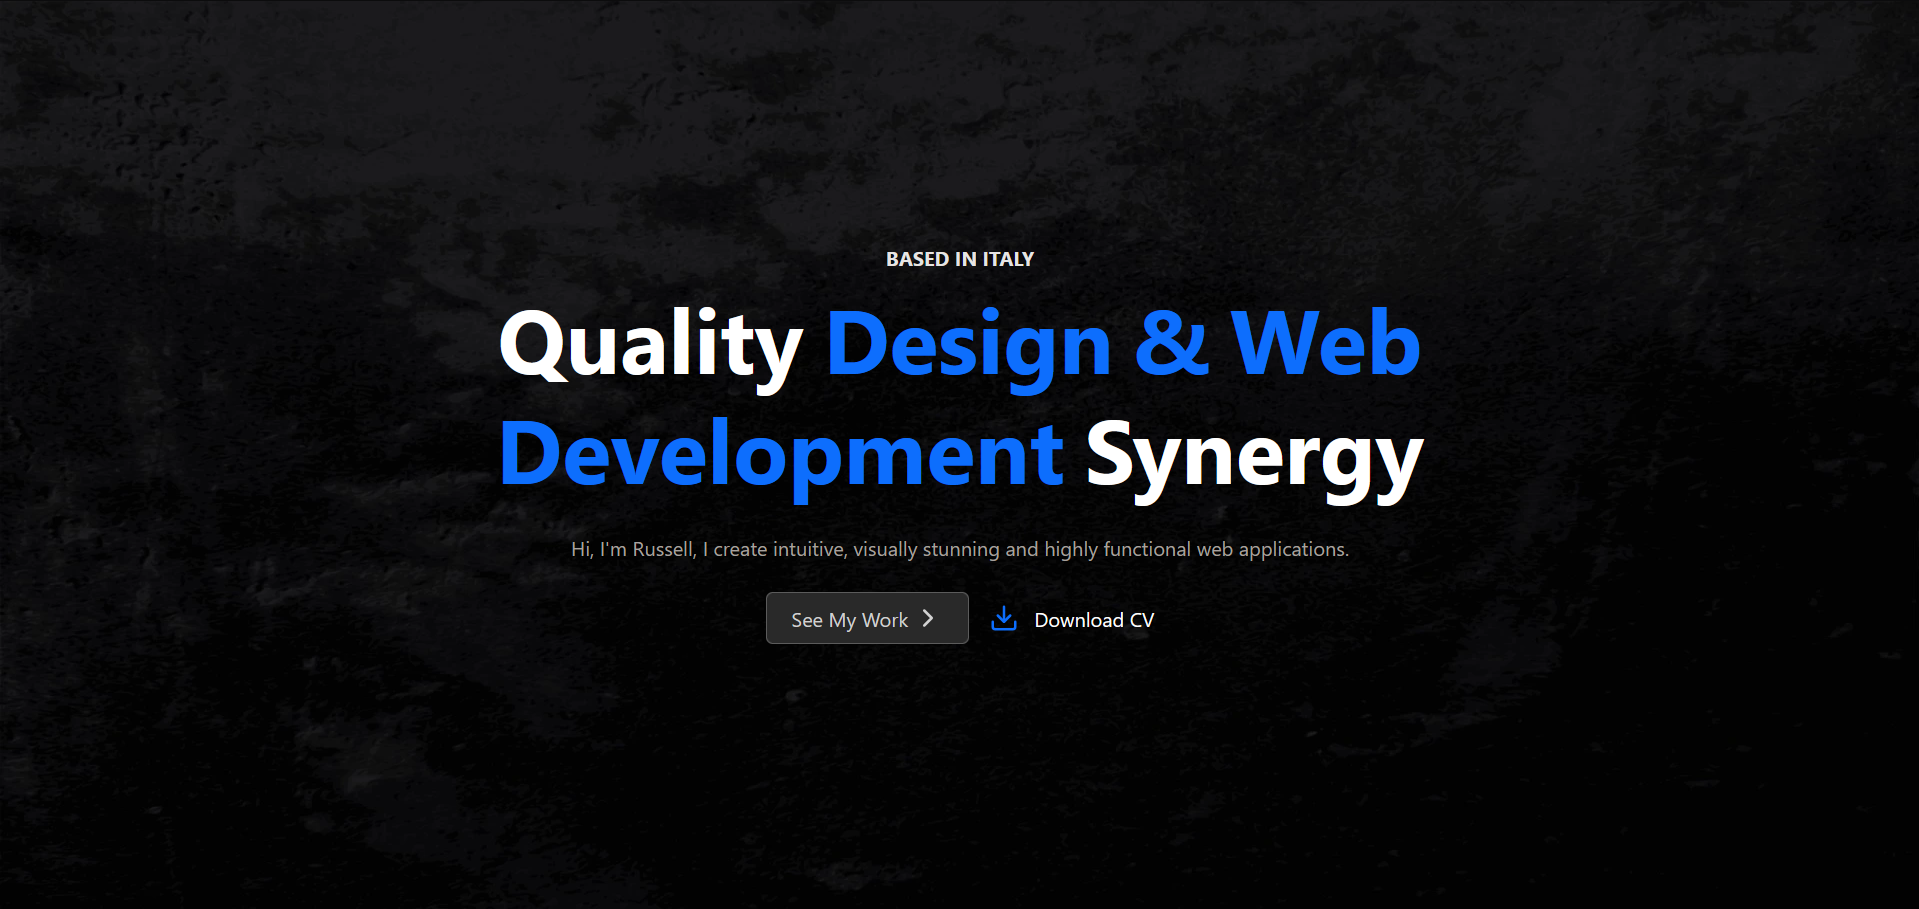 BASED IN ITALY
Quality Design & Web
Development Synergy
Hi, I'm Russell, I create intuitive, visually stunning and highly functional web applications.
See My Work
Download CV